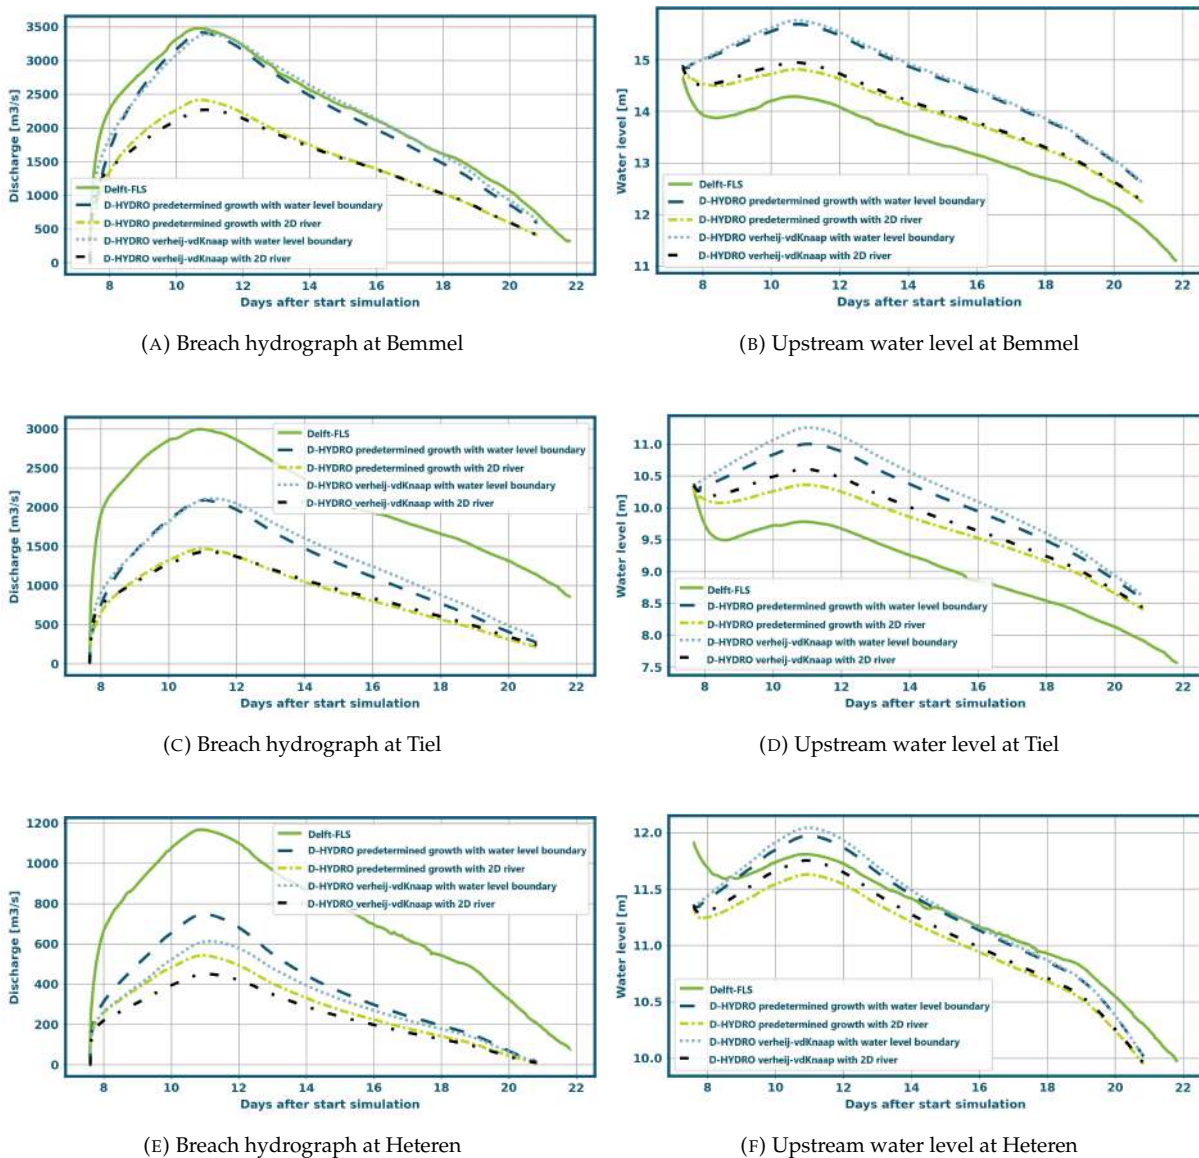 3500
3000
2500
2000
1500
1000
500
0
Discharge [m3/s]
Delft-FLS
D-HYDRO predetermined growth with water level boundary
D-HYDRO predetermined growth with 2D river
D-HYDRO verheij-vdKnaap with water level boundary
D-HYDRO verheij-vdKnaap with 2D river
8 10 12 14 16 18 20 22
Days after start simulation
(A) Breach hydrograph at Bemmel
15
14
13
12
11
Water level [m]
Delft-FLS
D-HYDRO predetermined growth with water level boundary
D-HYDRO predetermined growth with 2D river
D-HYDRO verheij-vdKnaap with water level boundary
D-HYDRO verheij-vdKnaap with 2D river
8 10 12 14 16 18 20 22
Days after start simulation
(B) Upstream water level at Bemmel
3000
2500
2000
1500
1000
500
0
Discharge [m3/s]
Delft-FLS
D-HYDRO predetermined growth with water level boundary
D-HYDRO predetermined growth with 2D river
D-HYDRO verheij-vdKnaap with water level boundary
D-HYDRO verheij-vdKnaap with 2D river
8 10 12 14 16 18 20 22
Days after start simulation
(C) Breach hydrograph at Tiel
11.0
10.5
10.0
9.5
9.0
8.5
8.0
7.5
Water level [m]
Delft-FLS
D-HYDRO predetermined growth with water level boundary
D-HYDRO predetermined growth with 2D river
D-HYDRO verheij-vdKnaap with water level boundary
D-HYDRO verheij-vdKnaap with 2D river
8 10 12 14 16 18 20 22
Days after start simulation
(D) Upstream water level at Tiel
1200
1000
800
600
400
200
0
Discharge [m3/s]
Delft-FLS
D-HYDRO predetermined growth with water level boundary
D-HYDRO predetermined growth with 2D river
D-HYDRO verheij-vdKnaap with water level boundary
D-HYDRO verheij-vdKnaap with 2D river
8 10 12 14 16 18 20 22
Days after start simulation
(E) Breach hydrograph at Heteren
12.0
11.5
11.0
10.5
10.0
Water level [m]
Delft-FLS
D-HYDRO predetermined growth with water level boundary
D-HYDRO predetermined growth with 2D river
D-HYDRO verheij-vdKnaap with water level boundary
D-HYDRO verheij-vdKnaap with 2D river
8 10 12 14 16 18 20 22
Days after start simulation
(F) Upstream water level at Heteren